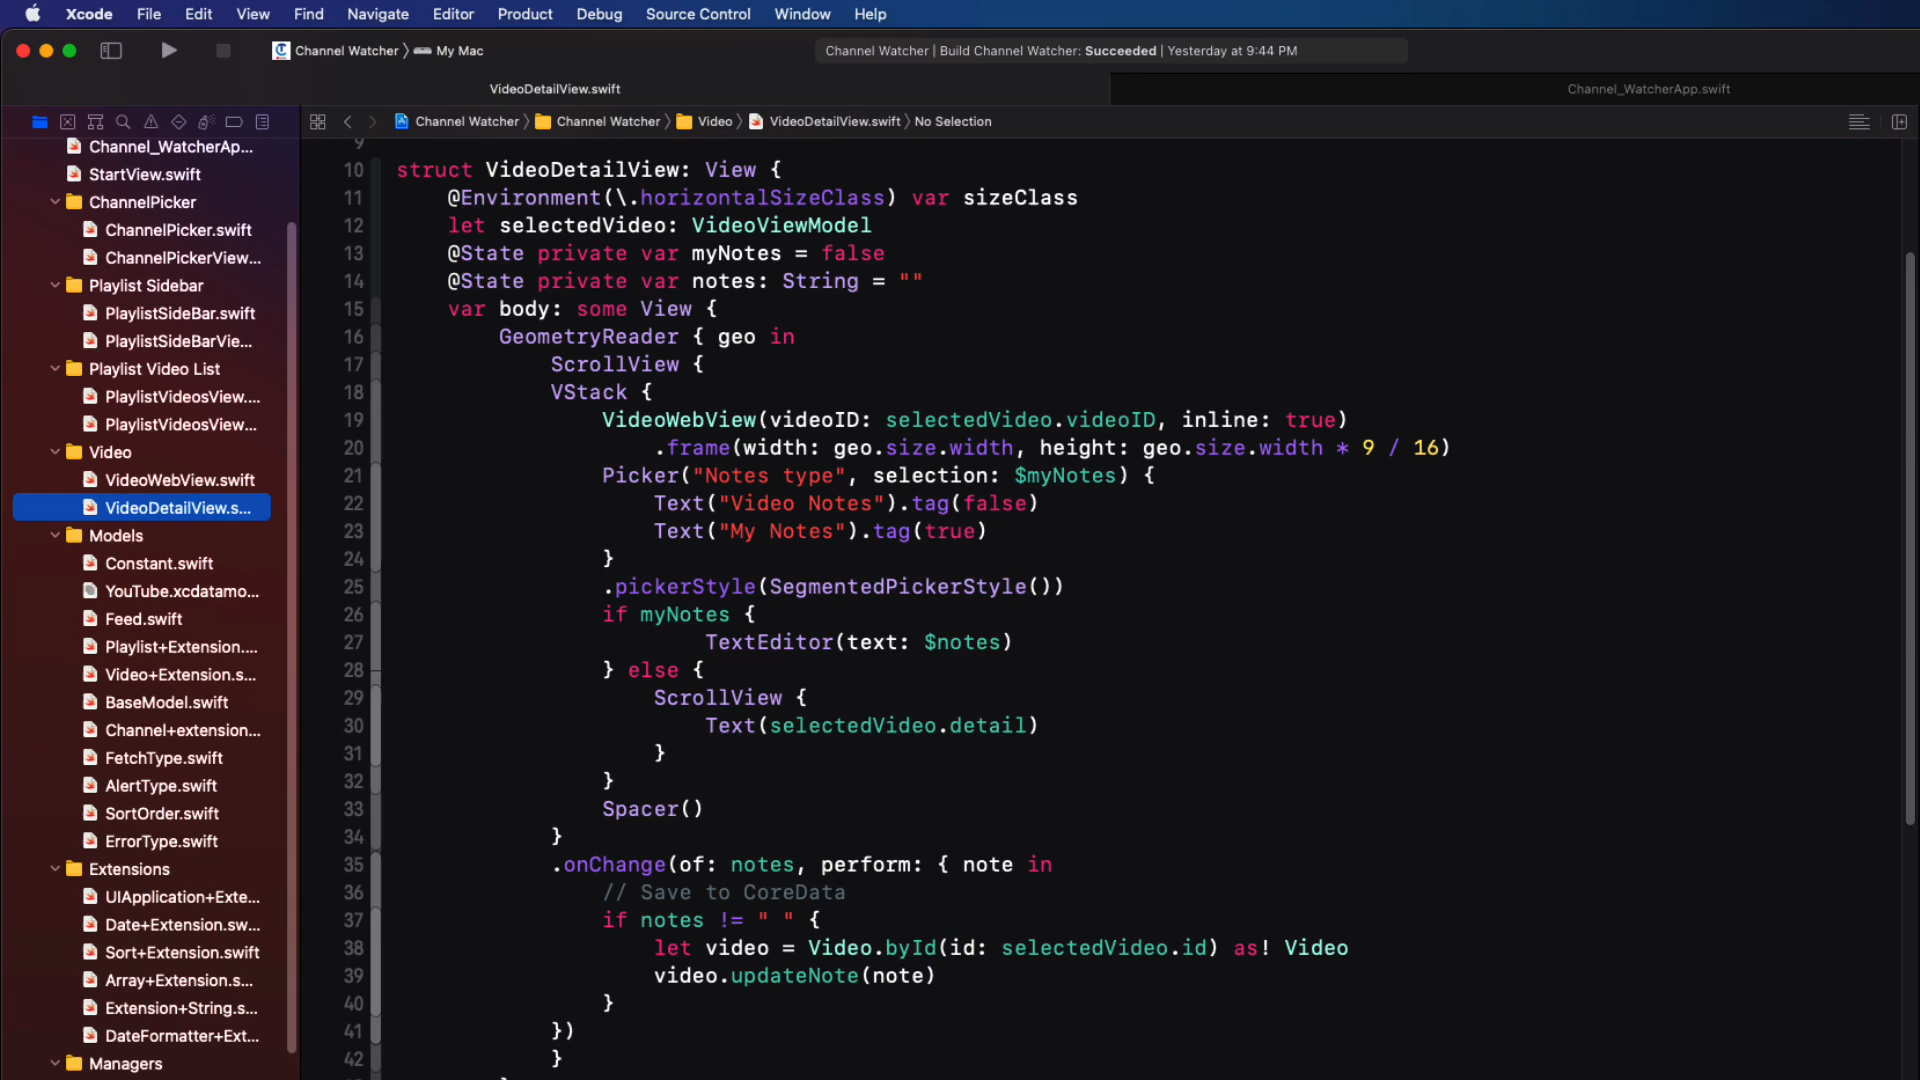 Xcode File Edit View Find Navigate Editor Product Debug Source Control Window Help
Channel Watcher 〉 My Mac
Channel Watcher | Build Channel Watcher: Succeeded | Yesterday at 9:44 PM
VideoDetailView.swift
Channel_WatcherApp.swift
Channel Watcher 〉 Channel Watcher 〉 Video 〉 VideoDetailView.swift 〉 No Selection
Channel_WatcherAp...
StartView.swift
ChannelPicker
ChannelPicker.swift
ChannelPickerView...
Playlist Sidebar
PlaylistSideBar.swift
PlaylistSideBarVie...
Playlist Video List
PlaylistVideosView....
PlaylistVideosView...
Video
VideoWebView.swift
VideoDetailView.s...
Models
Constant.swift
YouTube.xcdatamo...
Feed.swift
Playlist+Extension....
Video+Extension.s...
BaseModel.swift
Channel+extension...
FetchType.swift
AlertType.swift
SortOrder.swift
ErrorType.swift
Extensions
UIApplication+Exte...
Date+Extension.sw...
Sort+Extension.swift
Array+Extension.s...
Extension+String.s...
DateFormatter+Ext...
Managers
9
10 struct VideoDetailView: View {
11 @Environment(\.horizontalSizeClass) var sizeClass
12 let selectedVideo: VideoViewModel
13 @State private var myNotes = false
14 @State private var notes: String = ""
15 var body: some View {
16 GeometryReader { geo in
17 ScrollView {
18 VStack {
19 VideoWebView(videoID: selectedVideo.videoID, inline: true)
20 .frame(width: geo.size.width, height: geo.size.width * 9 / 16)
21 Picker("Notes type", selection: $myNotes) {
22 Text("Video Notes").tag(false)
23 Text("My Notes").tag(true)
24 }
25 .pickerStyle(SegmentedPickerStyle())
26 if myNotes {
27 TextEditor(text: $notes)
28 } else {
29 ScrollView {
30 Text(selectedVideo.detail)
31 }
32 }
33 Spacer()
34 }
35 .onChange(of: notes, perform: { note in
36 // Save to CoreData
37 if notes != " " {
38 let video = Video.byId(id: selectedVideo.id) as! Video
39 video.updateNote(note)
40 }
41 })
42 }